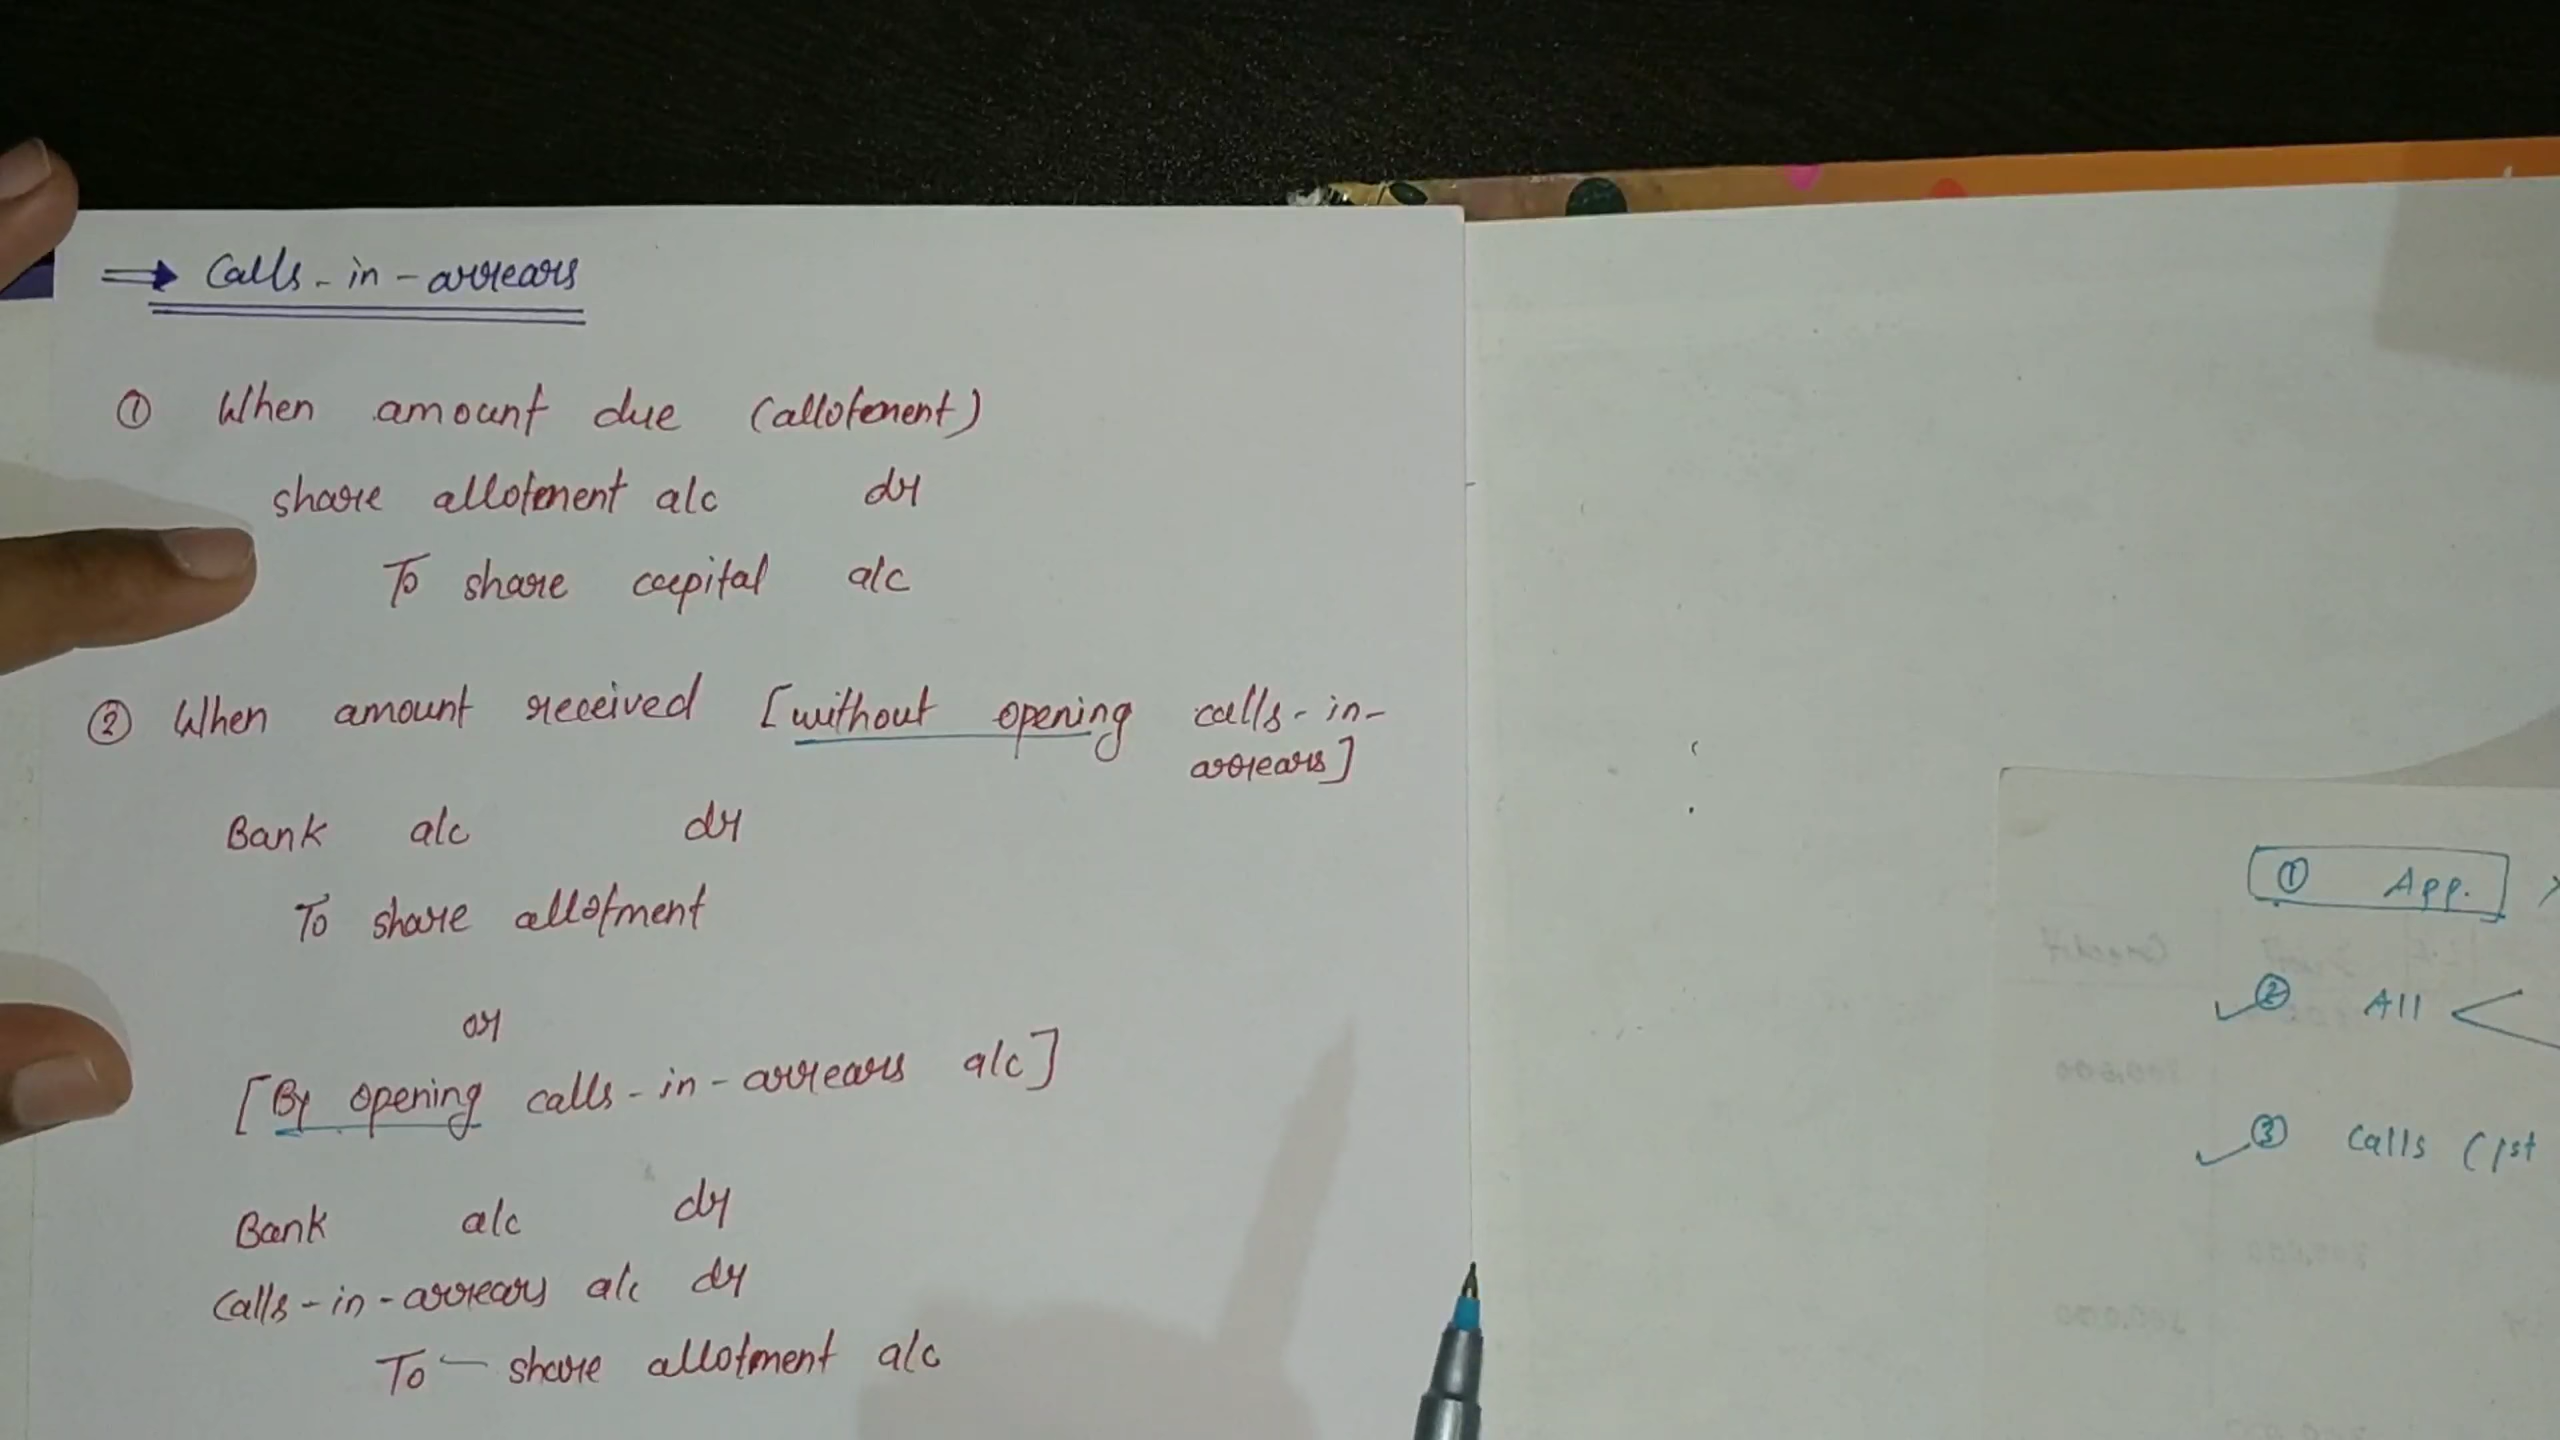 ⇒ Calls-in-arrears
① When amount due (allotment)
share allotment a/c dr
To share capital a/c
② When amount received [without opening calls-in-
arrears]
Bank a/c dr
To share allotment
or
[By opening calls-in-arrears a/c]
Bank a/c dr
Calls-in-arrears a/c dr
To share allotment a/c
① App.
② All
③ Calls (1st